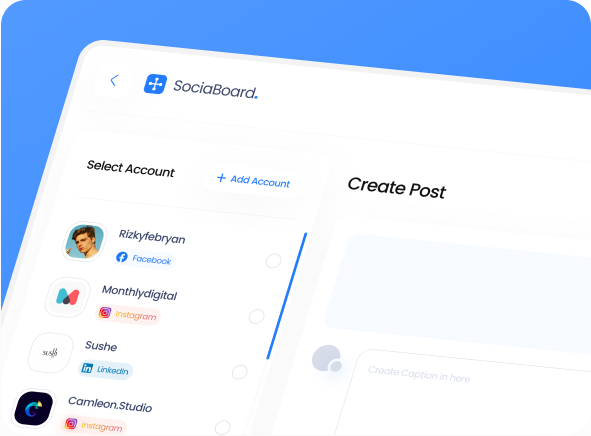 SociaBoard.
Select Account
+ Add Account
Create Post
Rizkyfebryan
Facebook
Monthlydigital
Instagram
sushi
Sushe
LinkedIn
Create Caption in here
Camleon.Studio
Instagram